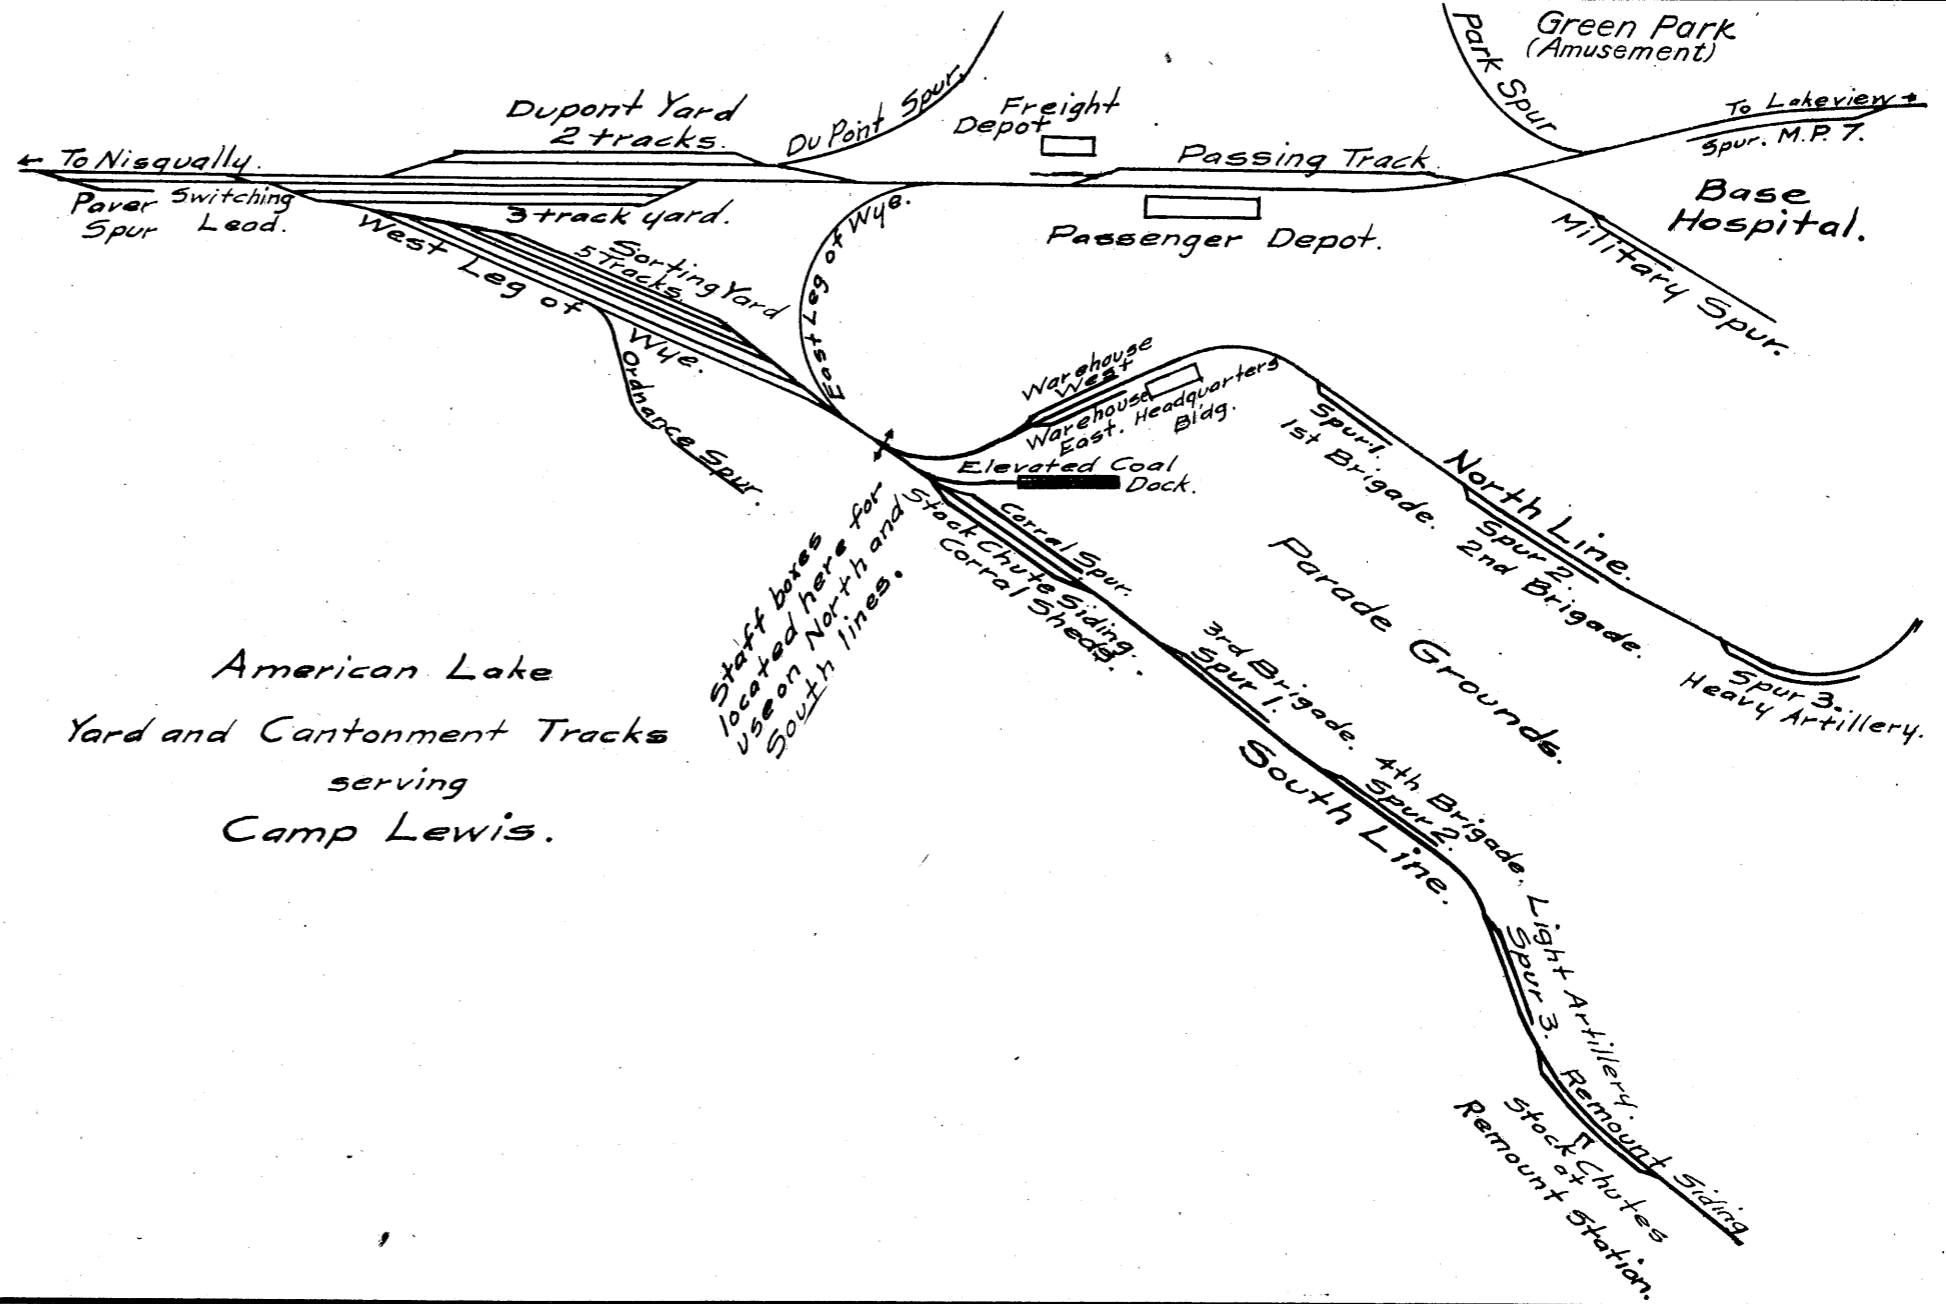 Green Park
(Amusement)
Park Spur
To Lakeview →
Spur. M.P. 7.
Dupont Yard
2 tracks.
Du Point Spur.
Freight
Depot
Passing Track.
← To Nisqually.
Paver
Spur
Switching
Lead.
3 track yard.
Passenger Depot.
Base
Hospital.
Military Spur.
West Leg of
Wye.
Sorting Yard
5 Tracks.
East Leg of Wye.
Ordnance Spur.
Warehouse
West
Warehouse
East.
Headquarters
Bldg.
Elevated Coal
Dock.
Spur 1.
1st Brigade.
North Line.
Spur 2.
2nd Brigade.
Spur 3.
Heavy Artillery.
Corral Spur.
Stock Chute Siding.
Corral Sheds.
Parade Grounds.
Staff boxes
located here for
use on North and
South lines.
3rd Brigade.
Spur 1.
South Line.
4th Brigade.
Spur 2.
Light Artillery.
Spur 3.
Remount Siding
Stock Chutes
at
Remount Station.
American Lake
Yard and Cantonment Tracks
serving
Camp Lewis.